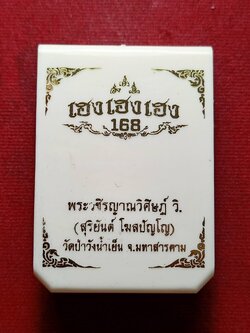 เฮงเฮงเฮง
168
พระวชิรญาณวิศิษฏ์ วิ.
(สุริยันต์ โฆสปัญโญ)
วัดป่าวังน้ำเย็น จ.มหาสารคาม